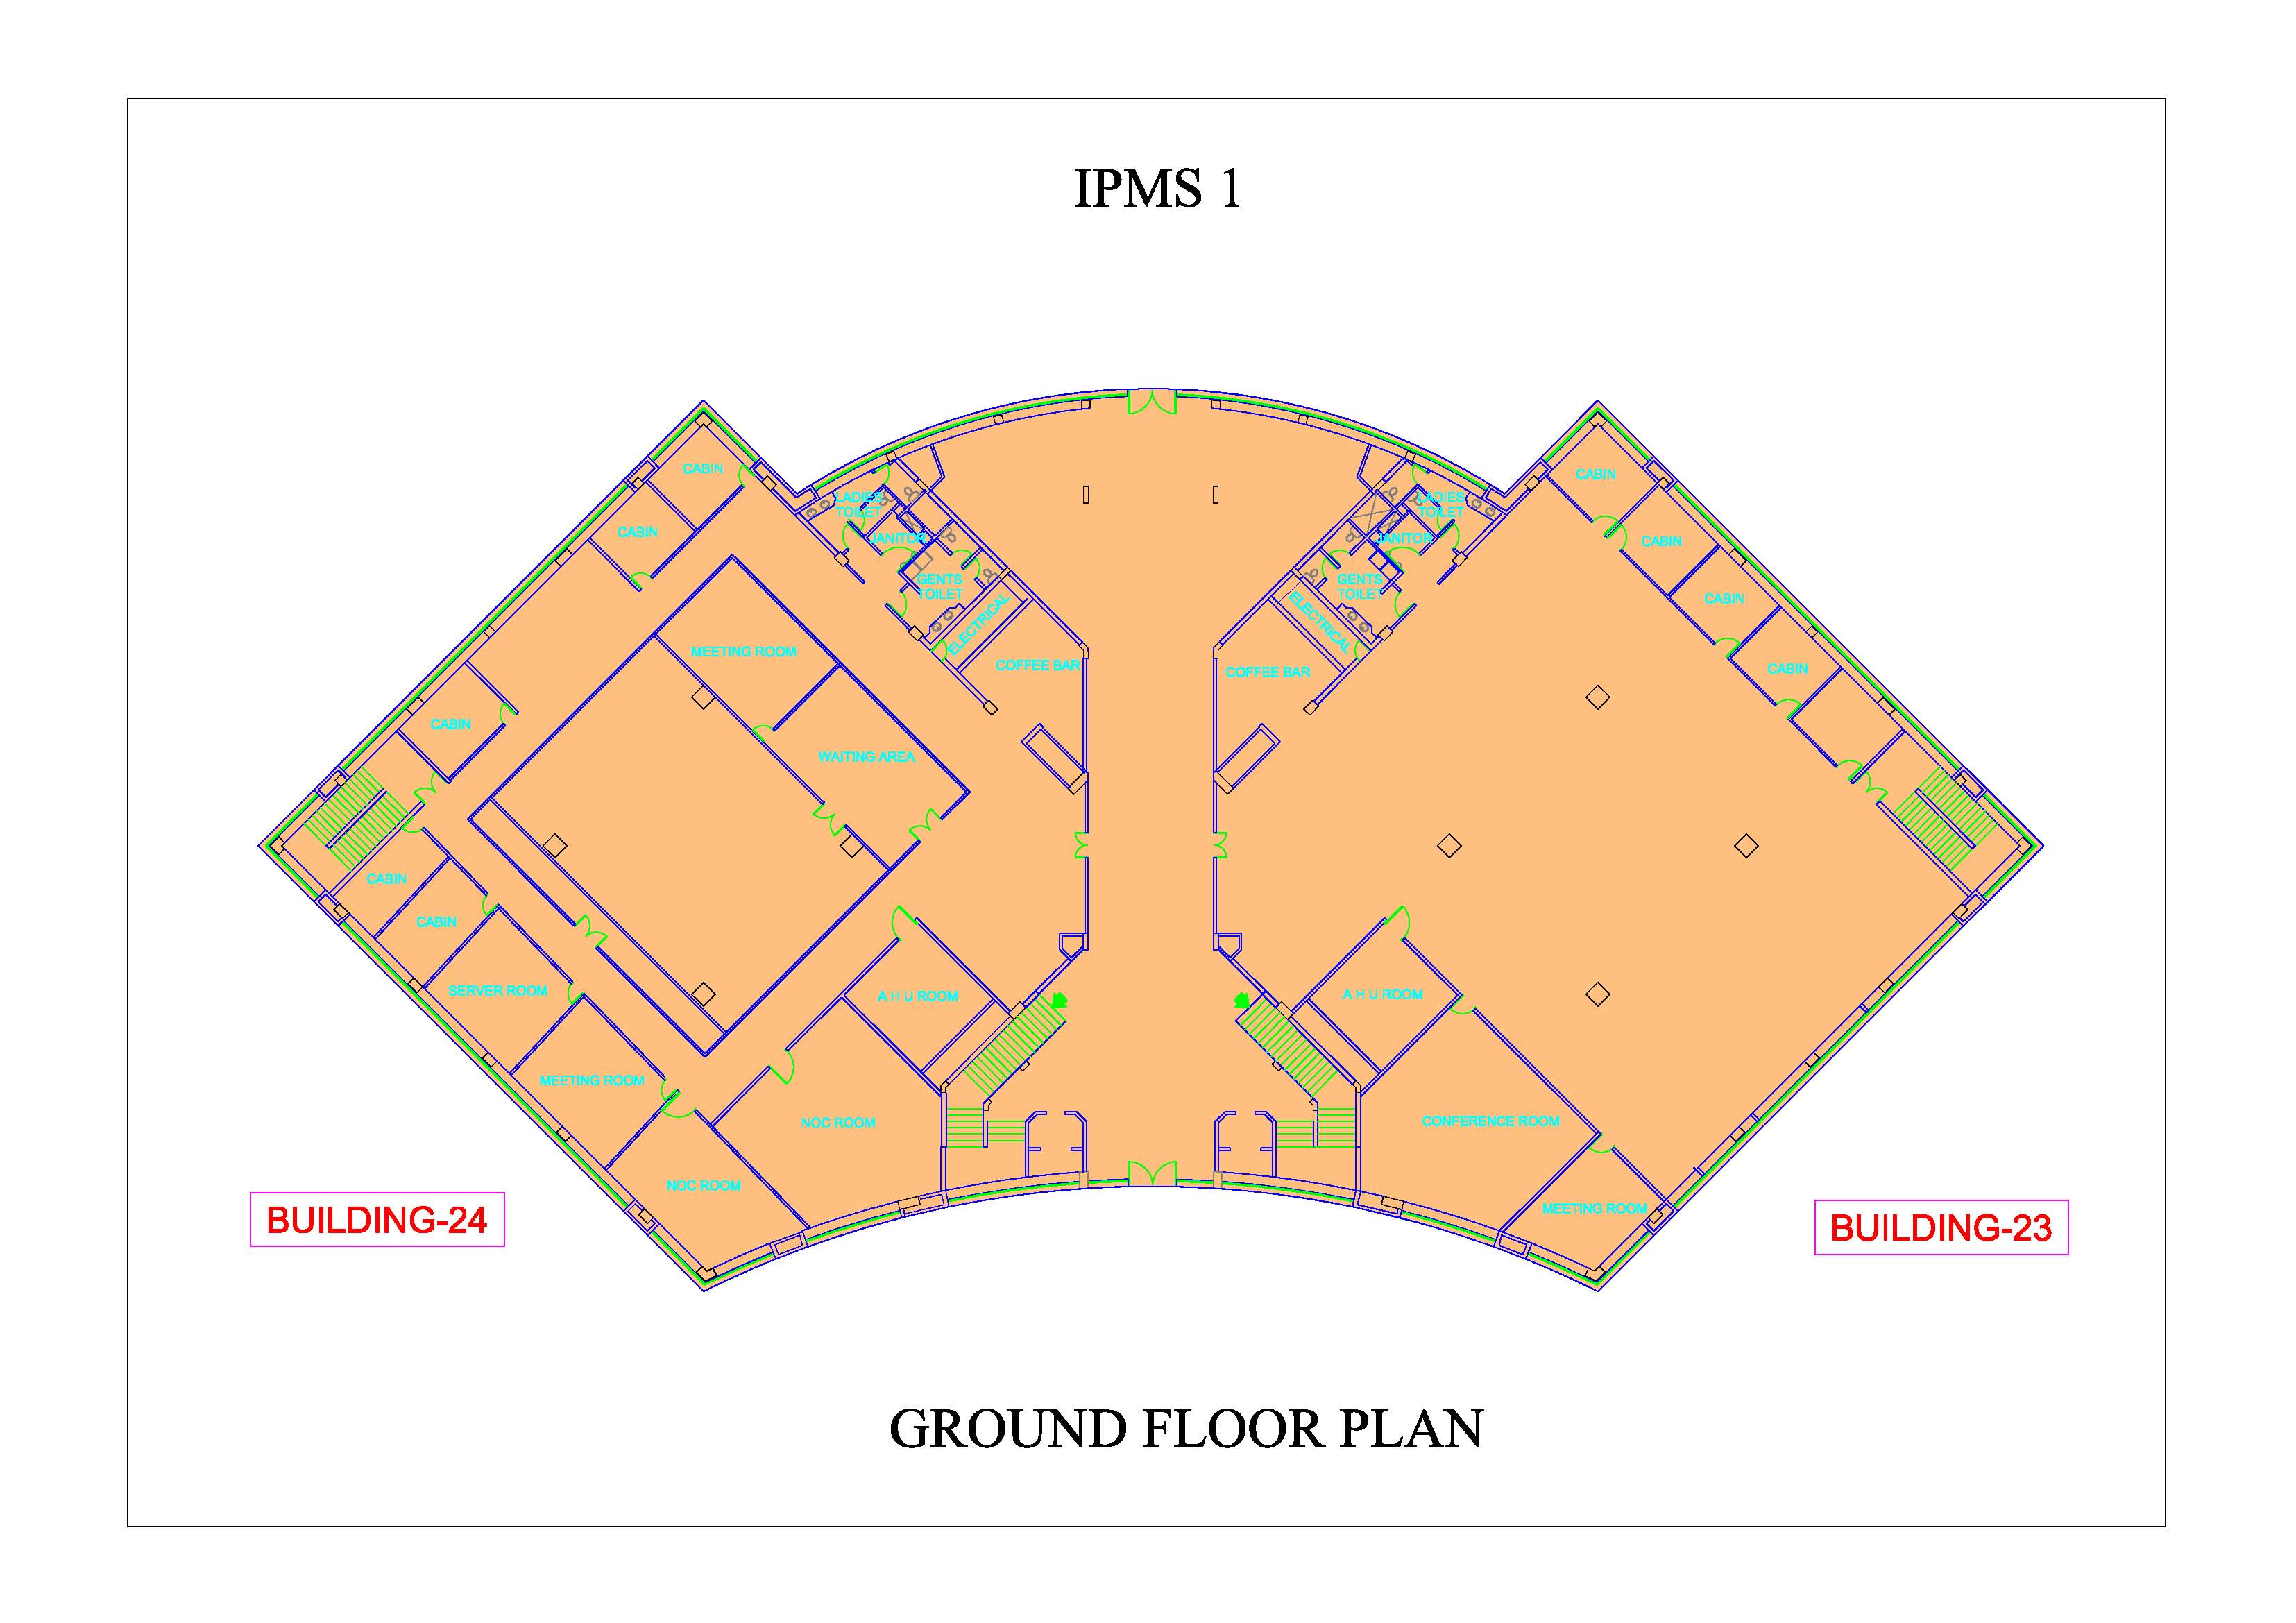 IPMS 1
CABIN
CABIN
CABIN
CABIN
CABIN
SERVER ROOM
MEETING ROOM
NOC ROOM
NOC ROOM
A H U ROOM
MEETING ROOM
WAITING AREA
LADIES
TOILET
JANITOR
GENTS
TOILET
ELECTRICAL
COFFEE BAR
LADIES
TOILET
JANITOR
GENTS
TOILET
ELECTRICAL
COFFEE BAR
CABIN
CABIN
CABIN
CABIN
A H U ROOM
CONFERENCE ROOM
MEETING ROOM
BUILDING-24
BUILDING-23
GROUND FLOOR PLAN